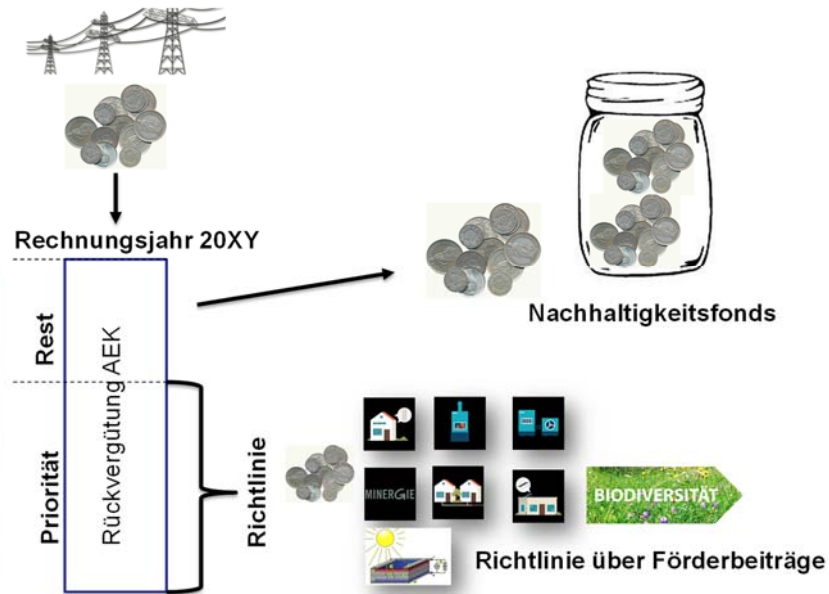 Rechnungsjahr 20XY
Rest
Priorität
Rückvergütung AEK
Richtlinie
Nachhaltigkeitsfonds
MINERGIE
BIODIVERSITÄT
Richtlinie über Förderbeiträge